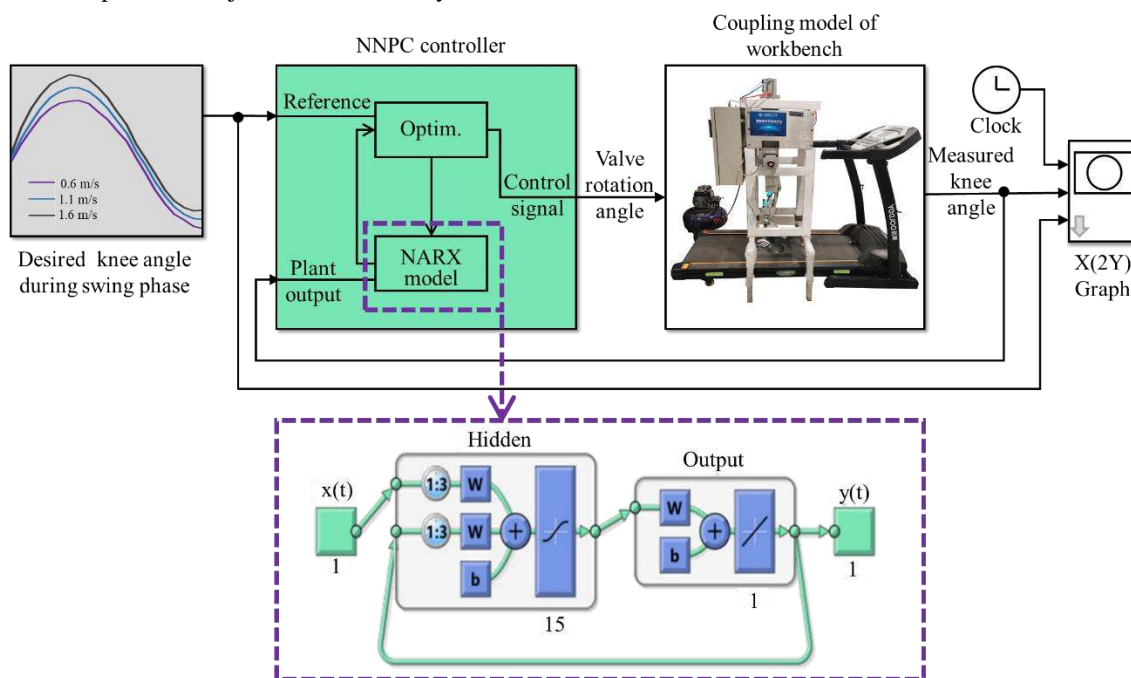 NNPC controller
Coupling model of
workbench
Reference
Optim.
Control
signal
NARX
model
Plant
output
Valve
rotation
angle
Clock
Measured
knee
angle
X(2Y)
Graph
0.6 m/s
1.1 m/s
1.6 m/s
Desired knee angle
during swing phase
Hidden
Output
x(t)
1
1:3
W
1:3
W
b
+
15
W
b
+
1
y(t)
1